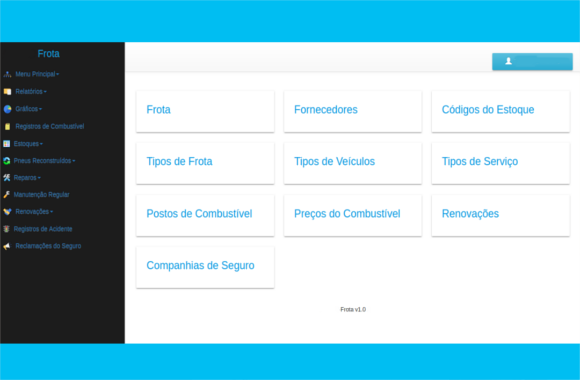 Frota
Menu Principal
Relatórios
Gráficos
Registros de Combustível
Estoques
Pneus Reconstruídos
Reparos
Manutenção Regular
Renovações
Registros de Acidente
Reclamações do Seguro
Frota
Fornecedores
Códigos do Estoque
Tipos de Frota
Tipos de Veículos
Tipos de Serviço
Postos de Combustível
Preços do Combustível
Renovações
Companhias de Seguro
Frota v1.0